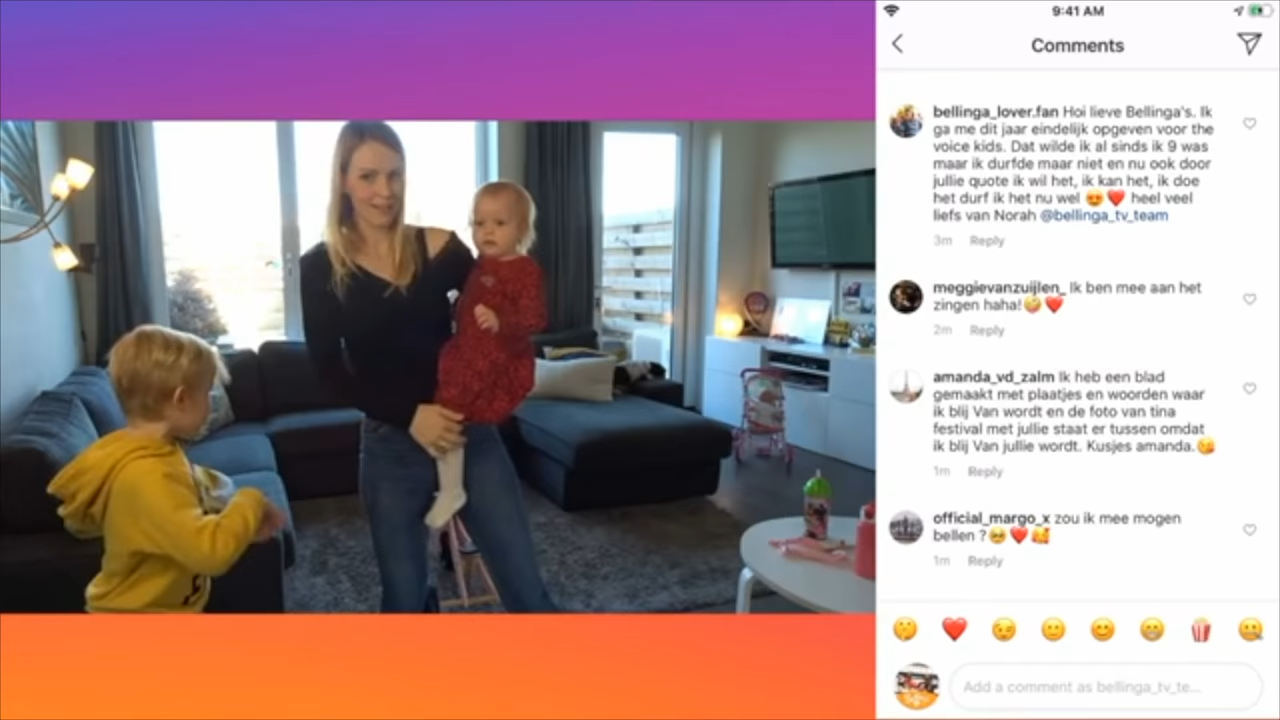 9:41 AM
Comments
bellinga_lover.fan Hoi lieve Bellinga's. Ik
ga me dit jaar eindelijk opgeven voor the
voice kids. Dat wilde ik al sinds ik 9 was
maar ik durfde maar niet en nu ook door
jullie quote ik wil het, ik kan het, ik doe
het durf ik het nu wel 😍❤️ heel veel
liefs van Norah @bellinga_tv_team
3m Reply
meggievanzuijlen_ Ik ben mee aan het
zingen haha!🤣❤️
2m Reply
amanda_vd_zalm Ik heb een blad
gemaakt met plaatjes en woorden waar
ik blij Van wordt en de foto van tina
festival met jullie staat er tussen omdat
ik blij Van jullie wordt. Kusjes amanda.😘
1m Reply
official_margo_x zou ik mee mogen
bellen ?🥺❤️🥰
1m Reply
Add a comment as bellinga_tv_te...